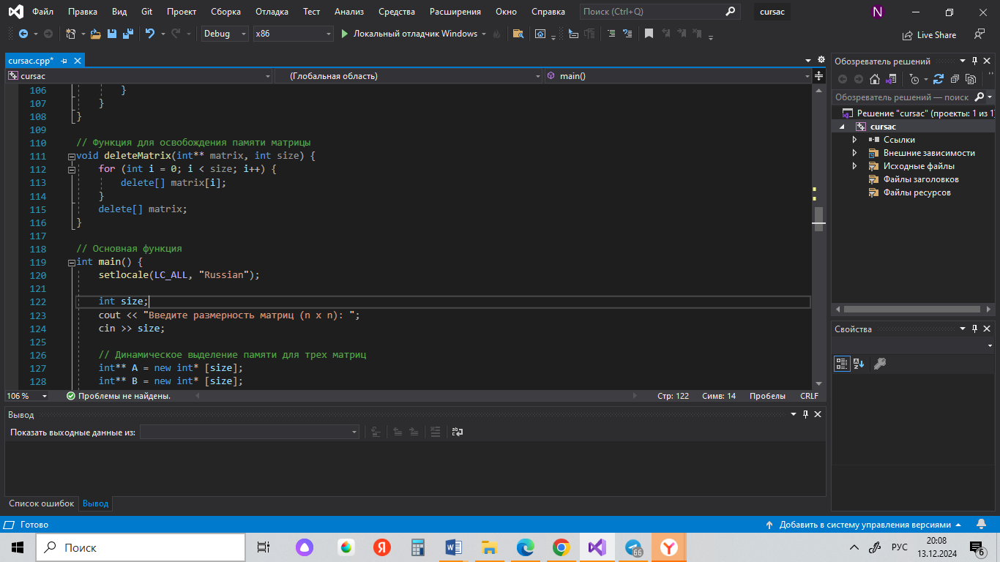 Файл Правка Вид Git Проект Сборка Отладка Тест Анализ Средства Расширения Окно Справка Поиск (Ctrl+Q) cursac N
Debug x86 Локальный отладчик Windows Live Share
cursac.cpp*
cursac (Глобальная область) main()
106 }
107 }
108 }
109
110 // Функция для освобождения памяти матрицы
111 void deleteMatrix(int** matrix, int size) {
112 for (int i = 0; i < size; i++) {
113 delete[] matrix[i];
114 }
115 delete[] matrix;
116 }
117
118 // Основная функция
119 int main() {
120 setlocale(LC_ALL, "Russian");
121
122 int size;
123 cout << "Введите размерность матриц (n x n): ";
124 cin >> size;
125
126 // Динамическое выделение памяти для трех матриц
127 int** A = new int* [size];
128 int** B = new int* [size];
106 % Проблемы не найдены. Стр: 122 Симв: 14 Пробелы CRLF
Вывод
Показать выходные данные из:
Список ошибок Вывод
Обозреватель решений
Обозреватель решений — поиск
Решение "cursac" (проекты: 1 из 1)
cursac
Ссылки
Внешние зависимости
Исходные файлы
Файлы заголовков
Файлы ресурсов
Свойства
Готово Добавить в систему управления версиями
Поиск Я W 66 Y РУС 20:08
13.12.2024 6